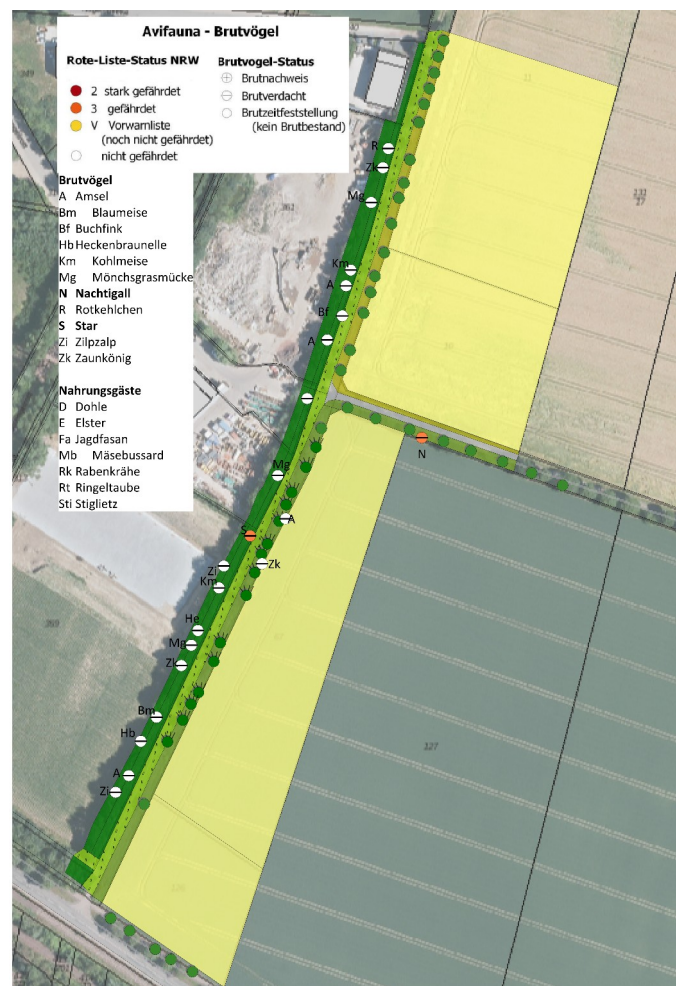 Avifauna - Brutvögel
Rote-Liste-Status NRW
2 stark gefährdet
3 gefährdet
V Vorwarnliste
(noch nicht gefährdet)
nicht gefährdet
Brutvogel-Status
Brutnachweis
Brutverdacht
Brutzeitfeststellung
(kein Brutbestand)
Brutvögel
A Amsel
Bm Blaumeise
Bf Buchfink
Hb Heckenbraunelle
Km Kohlmeise
Mg Mönchsgrasmücke
N Nachtigall
R Rotkehlchen
S Star
Zi Zilpzalp
Zk Zaunkönig
Nahrungsgäste
D Dohle
E Elster
Fa Jagdfasan
Mb Mäsebussard
Rk Rabenkrähe
Rt Ringeltaube
Sti Stiglietz
R
Zk
Mg
Km
A
Bf
A
N
Mg
A
S
Zk
Zi
Km
He
Mg
Zk
Bm
Hb
A
Zi
127